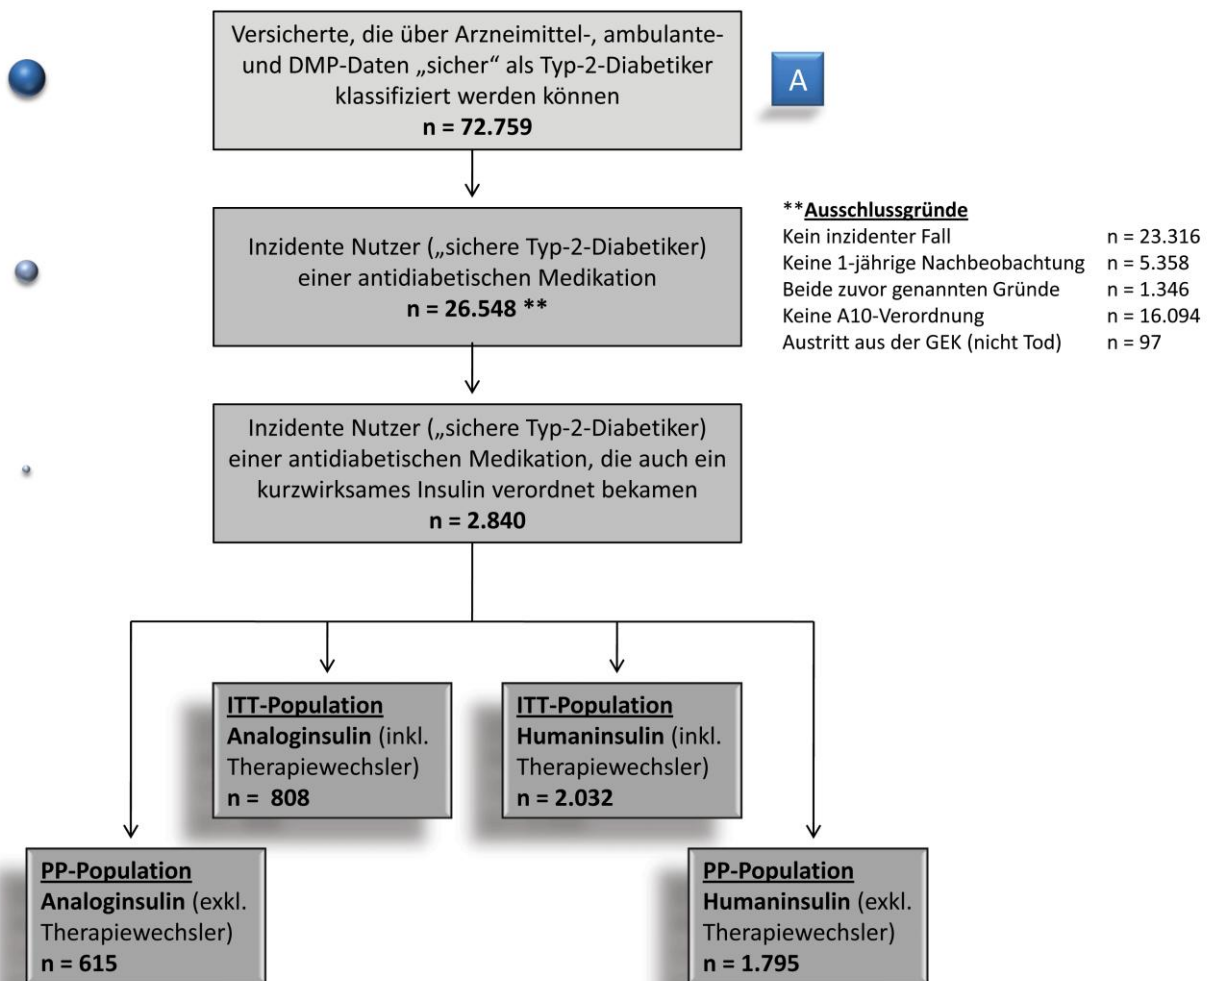 Versicherte, die über Arzneimittel-, ambulante-
und DMP-Daten „sicher“ als Typ-2-Diabetiker
klassifiziert werden können
n = 72.759
A
Inzidente Nutzer („sichere Typ-2-Diabetiker)
einer antidiabetischen Medikation
n = 26.548 **
**Ausschlussgründe
Kein inzidenter Fall n = 23.316
Keine 1-jährige Nachbeobachtung n = 5.358
Beide zuvor genannten Gründe n = 1.346
Keine A10-Verordnung n = 16.094
Austritt aus der GEK (nicht Tod) n = 97
Inzidente Nutzer („sichere Typ-2-Diabetiker)
einer antidiabetischen Medikation, die auch ein
kurzwirksames Insulin verordnet bekamen
n = 2.840
ITT-Population
Analoginsulin (inkl.
Therapiewechsler)
n = 808
ITT-Population
Humaninsulin (inkl.
Therapiewechsler)
n = 2.032
PP-Population
Analoginsulin (exkl.
Therapiewechsler)
n = 615
PP-Population
Humaninsulin (exkl.
Therapiewechsler)
n = 1.795